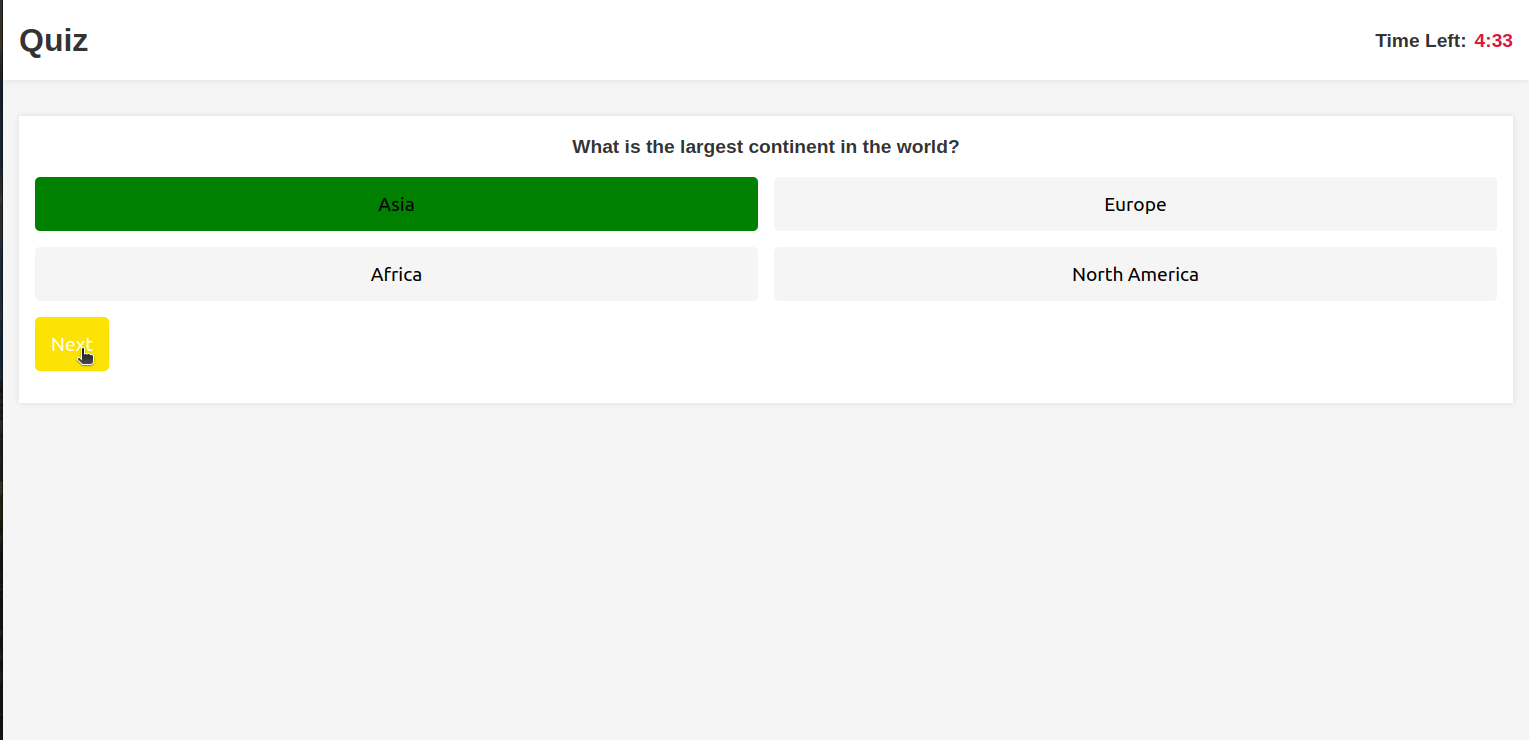 Quiz
Time Left: 4:33
What is the largest continent in the world?
Asia
Europe
Africa
North America
Next